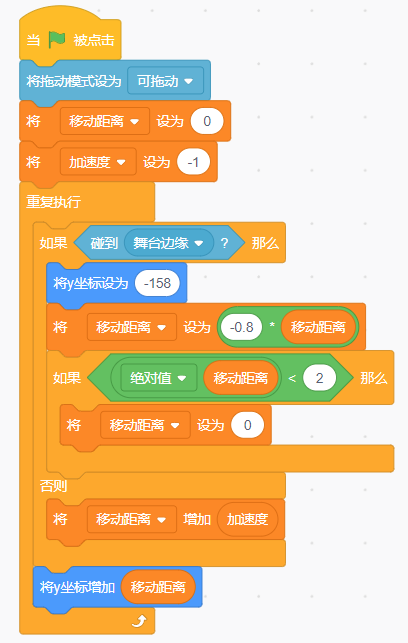 当 被点击
将拖动模式设为 可拖动
将 移动距离 设为 0
将 加速度 设为 -1
重复执行
如果 碰到 舞台边缘 ? 那么
将y坐标设为 -158
将 移动距离 设为 -0.8 * 移动距离
如果 绝对值 移动距离 < 2 那么
将 移动距离 设为 0
否则
将 移动距离 增加 加速度
将y坐标增加 移动距离